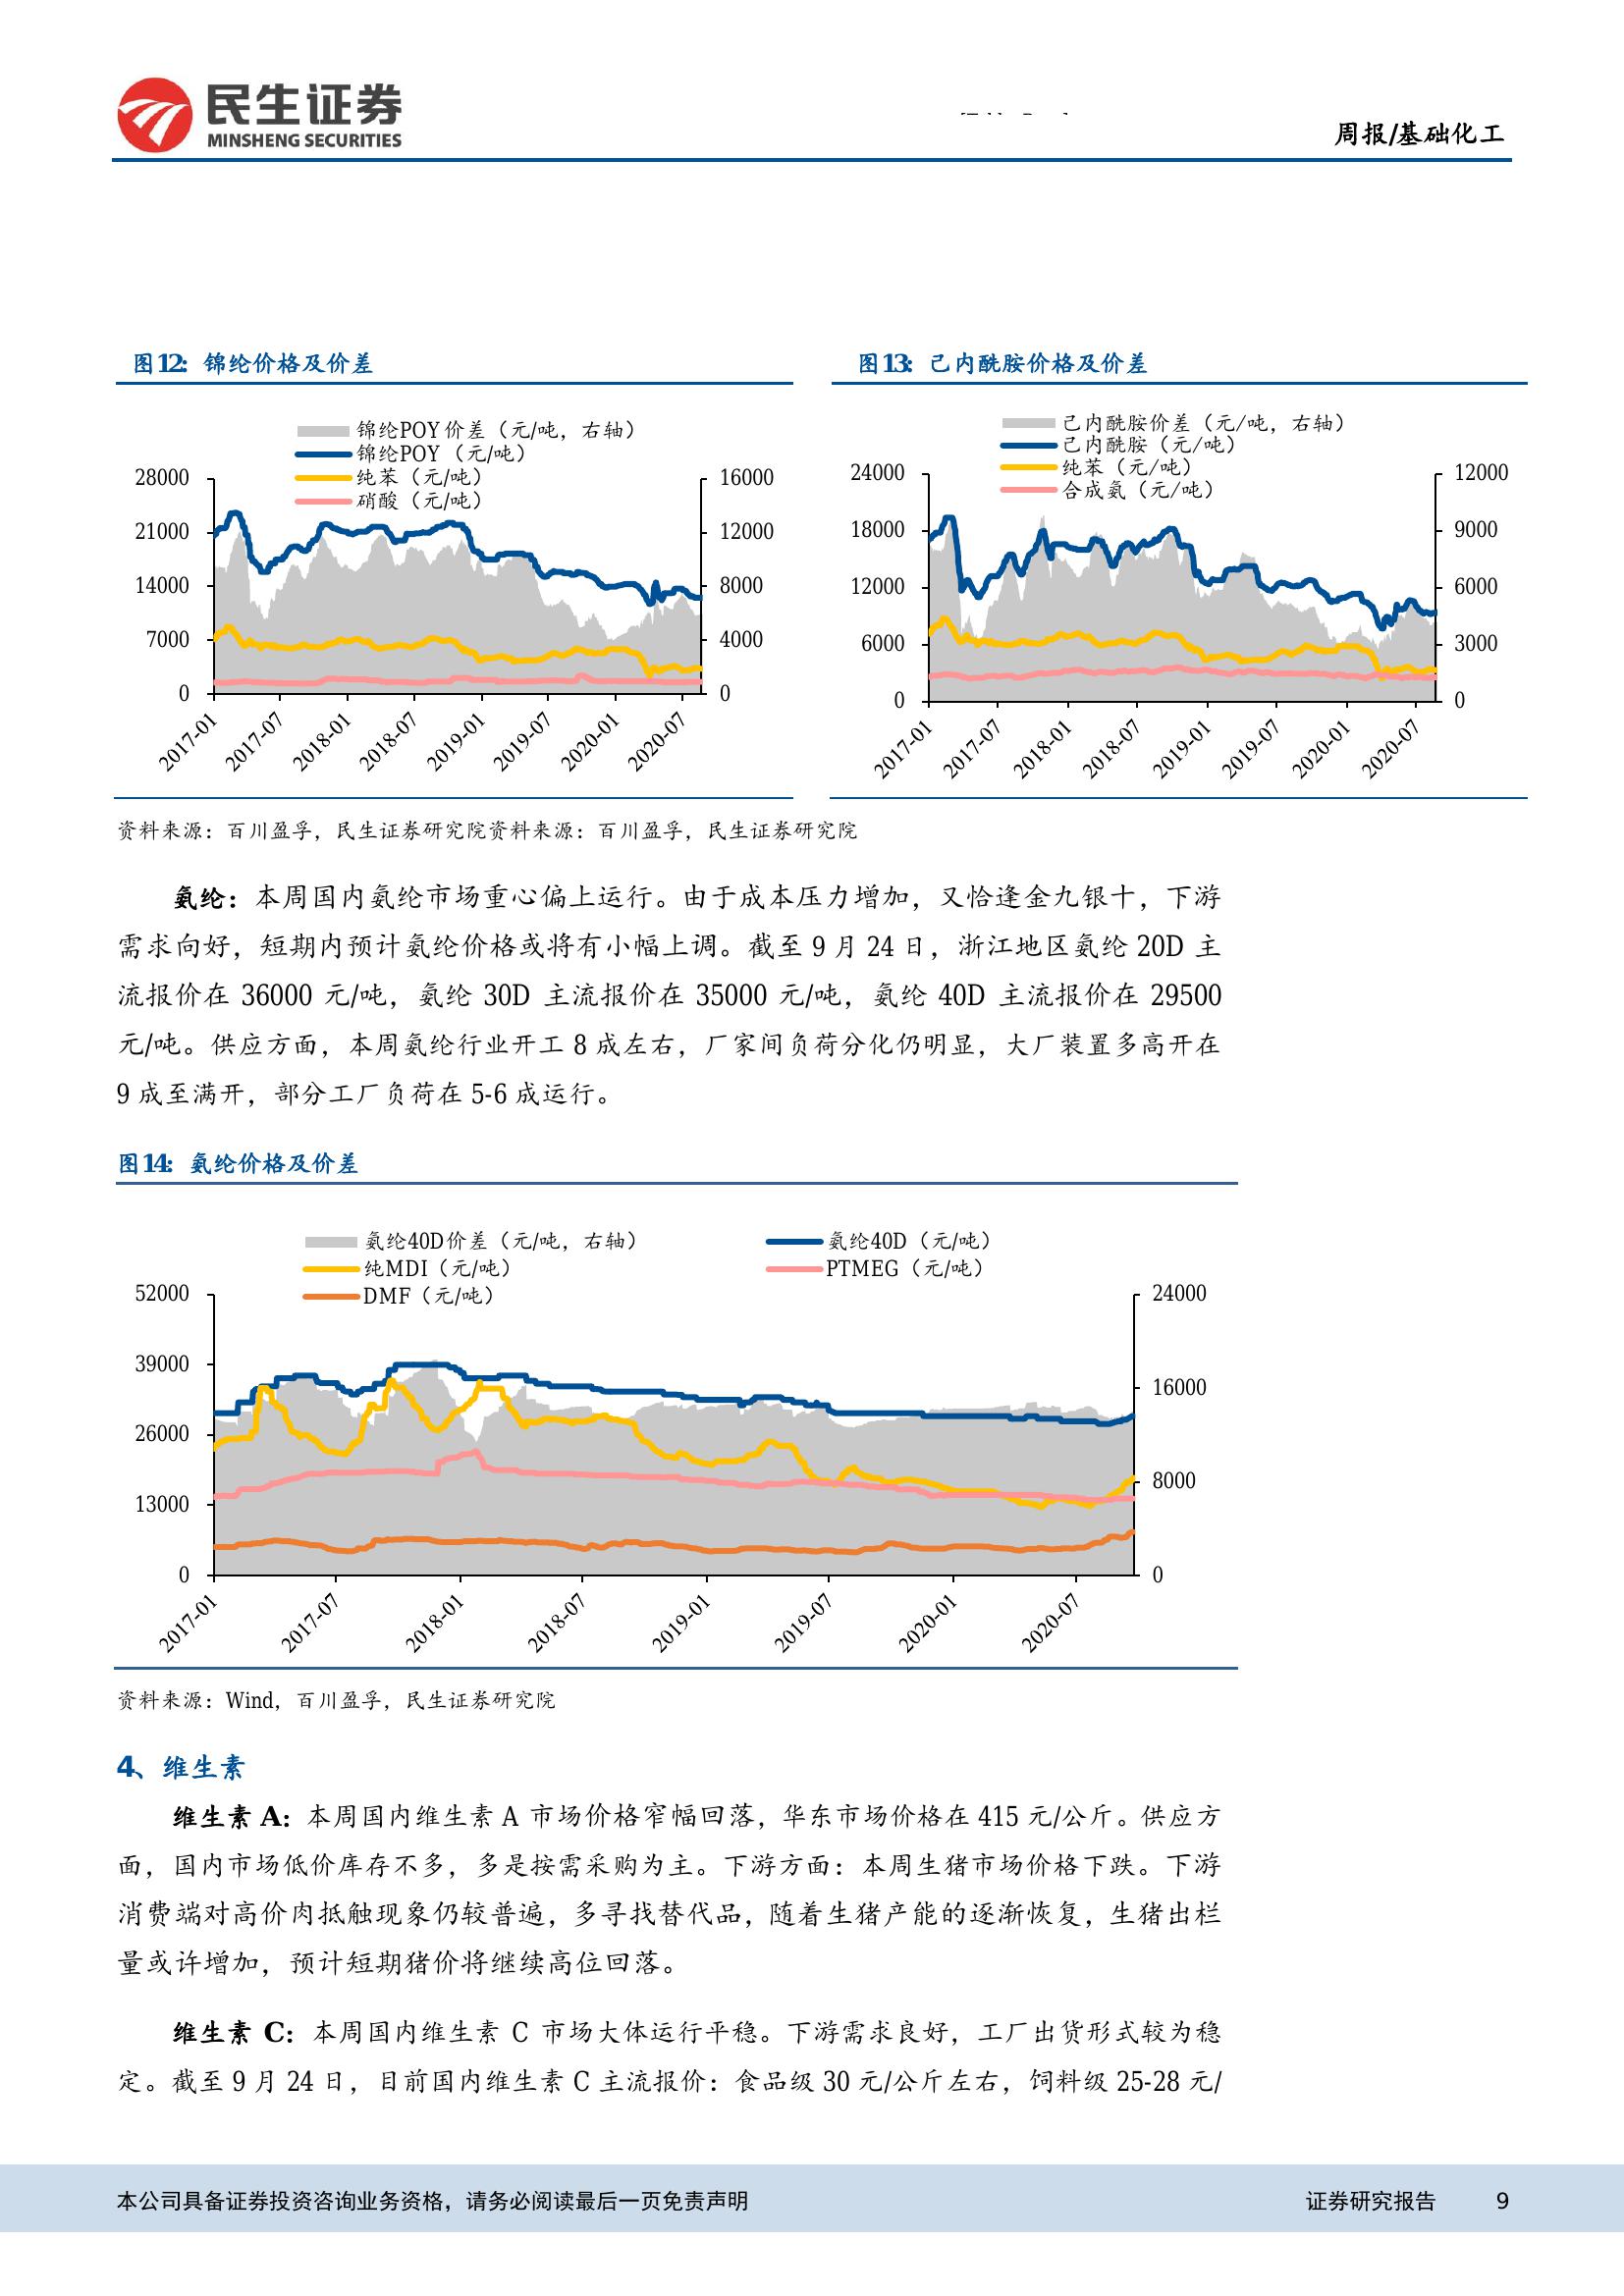 民生证券
MINSHENG SECURITIES
周报/基础化工
图12：锦纶价格及价差
锦纶POY价差（元/吨，右轴）
锦纶POY（元/吨）
纯苯（元/吨）
硝酸（元/吨）
28000
21000
14000
7000
0
16000
12000
8000
4000
0
2017-01
2017-07
2018-01
2018-07
2019-01
2019-07
2020-01
2020-07
图13：己内酰胺价格及价差
己内酰胺价差（元/吨，右轴）
己内酰胺（元/吨）
纯苯（元/吨）
合成氨（元/吨）
24000
18000
12000
6000
0
12000
9000
6000
3000
0
2017-01
2017-07
2018-01
2018-07
2019-01
2019-07
2020-01
2020-07
资料来源：百川盈孚，民生证券研究院资料来源：百川盈孚，民生证券研究院
氨纶：本周国内氨纶市场重心偏上运行。由于成本压力增加，又恰逢金九银十，下游
需求向好，短期内预计氨纶价格或将有小幅上调。截至 9 月 24 日，浙江地区氨纶 20D 主
流报价在 36000 元/吨，氨纶 30D 主流报价在 35000 元/吨，氨纶 40D 主流报价在 29500
元/吨。供应方面，本周氨纶行业开工 8 成左右，厂家间负荷分化仍明显，大厂装置多高开在
9 成至满开，部分工厂负荷在 5-6 成运行。
图14：氨纶价格及价差
氨纶40D价差（元/吨，右轴）
氨纶40D（元/吨）
纯MDI（元/吨）
PTMEG（元/吨）
DMF（元/吨）
52000
39000
26000
13000
0
24000
16000
8000
0
2017-01
2017-07
2018-01
2018-07
2019-01
2019-07
2020-01
2020-07
资料来源：Wind，百川盈孚，民生证券研究院
4、维生素
维生素 A：本周国内维生素 A 市场价格窄幅回落，华东市场价格在 415 元/公斤。供应方
面，国内市场低价库存不多，多是按需采购为主。下游方面：本周生猪市场价格下跌。下游
消费端对高价肉抵触现象仍较普遍，多寻找替代品，随着生猪产能的逐渐恢复，生猪出栏
量或许增加，预计短期猪价将继续高位回落。
维生素 C：本周国内维生素 C 市场大体运行平稳。下游需求良好，工厂出货形式较为稳
定。截至 9 月 24 日，目前国内维生素 C 主流报价：食品级 30 元/公斤左右，饲料级 25-28 元/
本公司具备证券投资咨询业务资格，请务必阅读最后一页免责声明
证券研究报告 9